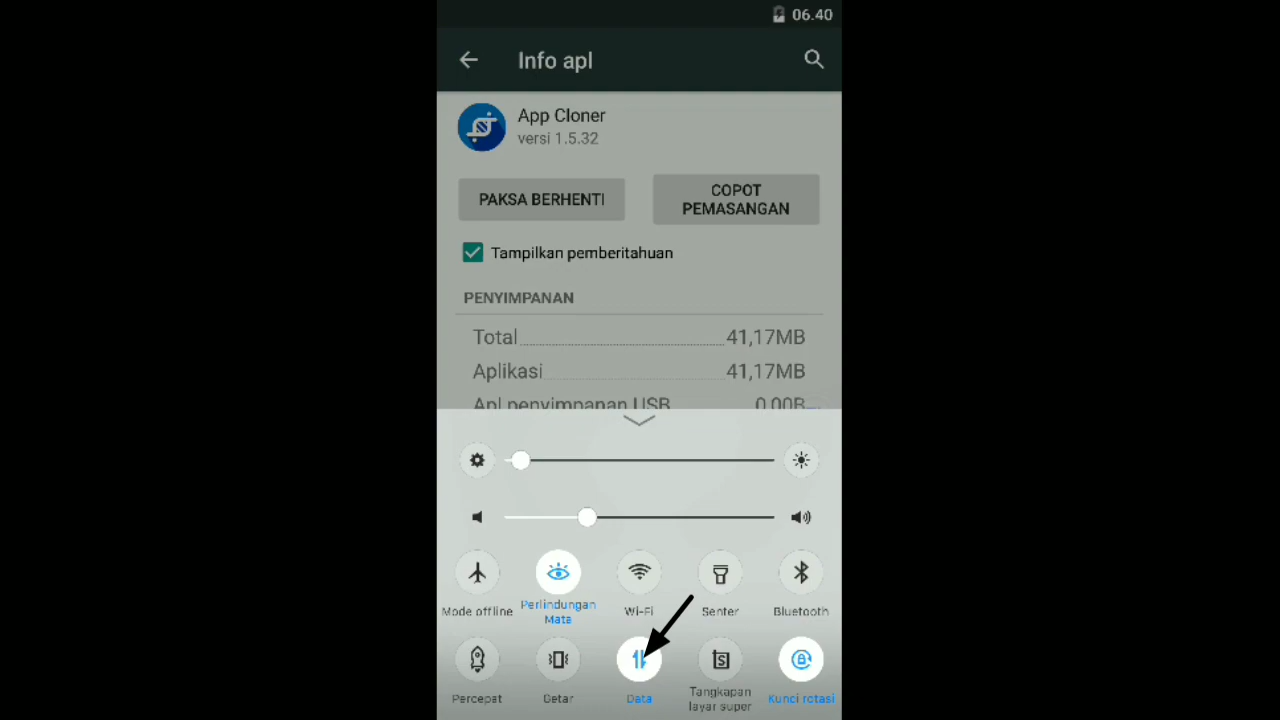 06.40
Info apl
App Cloner
versi 1.5.32
PAKSA BERHENTI
COPOT
PEMASANGAN
Tampilkan pemberitahuan
PENYIMPANAN
Total 41,17MB
Aplikasi 41,17MB
Apl penyimpanan USB 0,00B
Mode offline
Perlindungan
Mata
Wi-Fi
Senter
Bluetooth
Percepat
Getar
Data
Tangkapan
layar super
Kunci rotasi